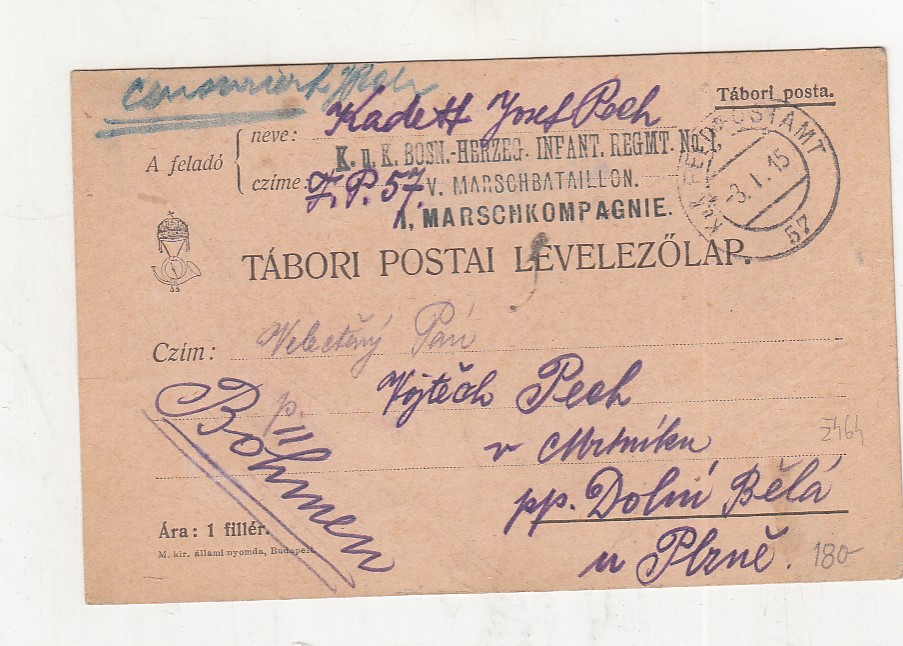 censuriert
Tábori posta.
neve: Kadett Josef Pech
A feladó
K. u. K. BOSN.-HERZEG. INFANT. REGMT. No. 1.
czíme: F. P. 57. V. MARSCHBATAILLON.
MARSCHKOMPAGNIE.
K.u.K. FELDPOSTAMT
-3. I. 15
57
TÁBORI POSTAI LEVELEZŐLAP.
Czím: Velectěný Pán
Vojtěch Pech
p.
Böhmen
v Mrtníku
z464
pp. Dolní Bělá
u Plzně.
180-
Ára: 1 fillér.
M. kir. állami nyomda, Budapest.